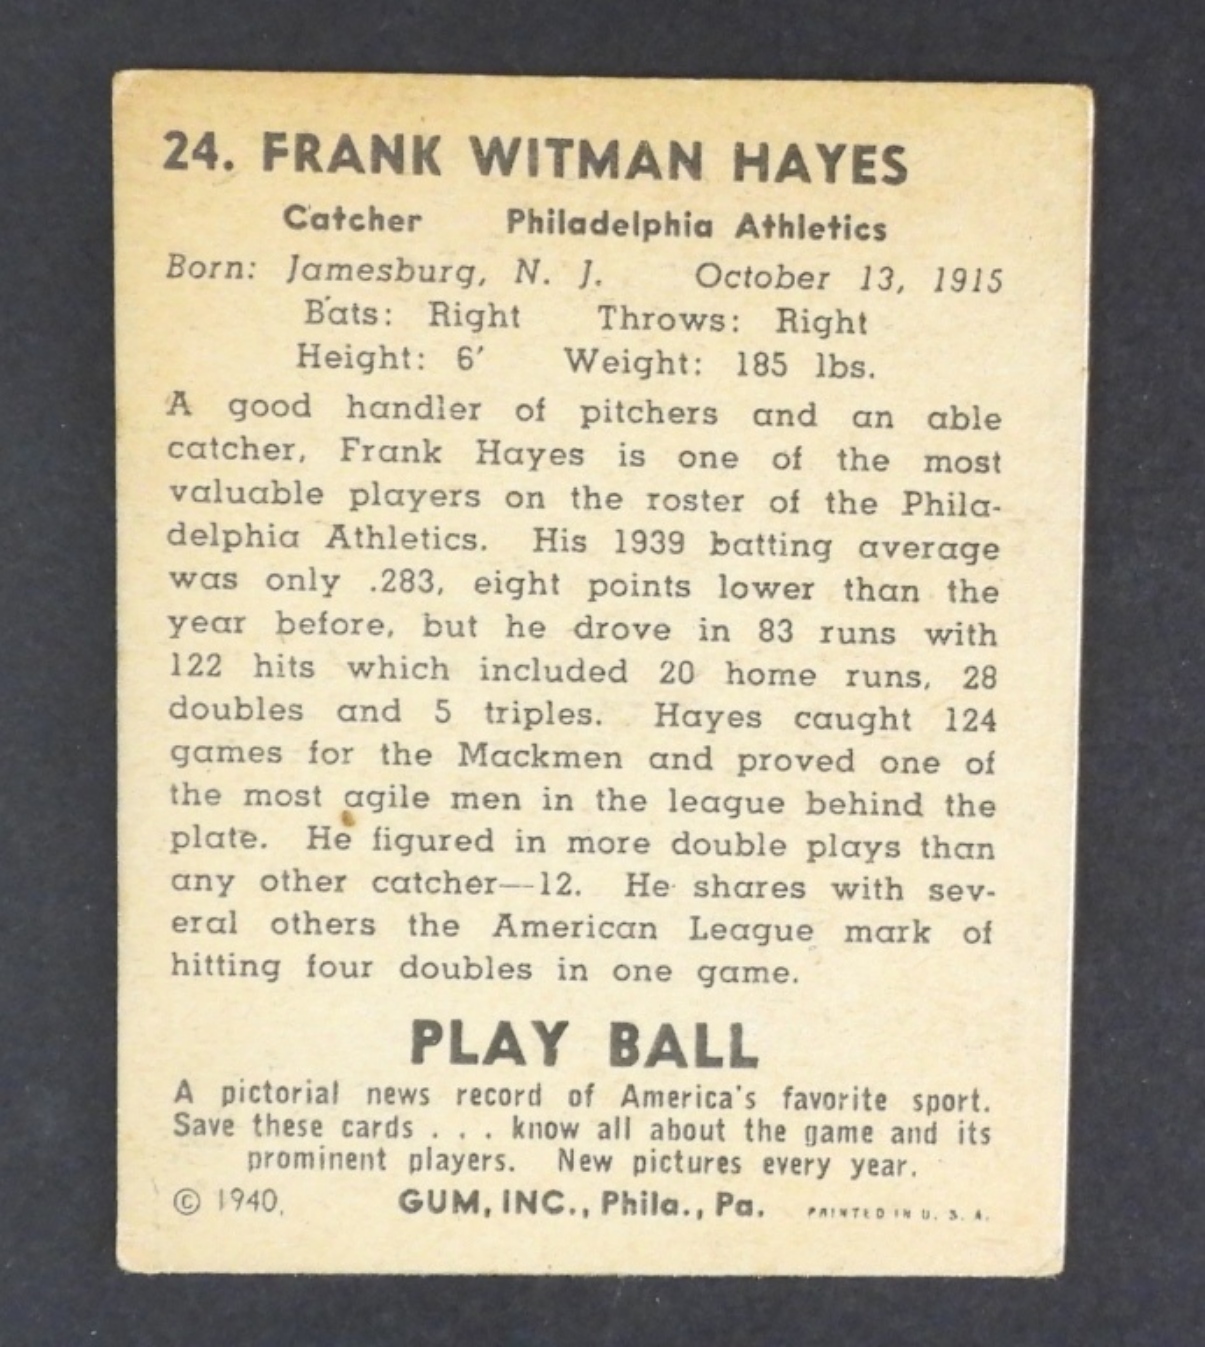 24. FRANK WITMAN HAYES
Catcher Philadelphia Athletics
Born: Jamesburg, N. J. October 13, 1915
Bats: Right Throws: Right
Height: 6′ Weight: 185 lbs.
A good handler of pitchers and an able
catcher, Frank Hayes is one of the most
valuable players on the roster of the Phila-
delphia Athletics. His 1939 batting average
was only .283, eight points lower than the
year before, but he drove in 83 runs with
122 hits which included 20 home runs, 28
doubles and 5 triples. Hayes caught 124
games for the Mackmen and proved one of
the most agile men in the league behind the
plate. He figured in more double plays than
any other catcher—12. He shares with sev-
eral others the American League mark of
hitting four doubles in one game.
PLAY BALL
A pictorial news record of America's favorite sport.
Save these cards . . . know all about the game and its
prominent players. New pictures every year.
© 1940, GUM, INC., Phila., Pa. PRINTED IN U. S. A.